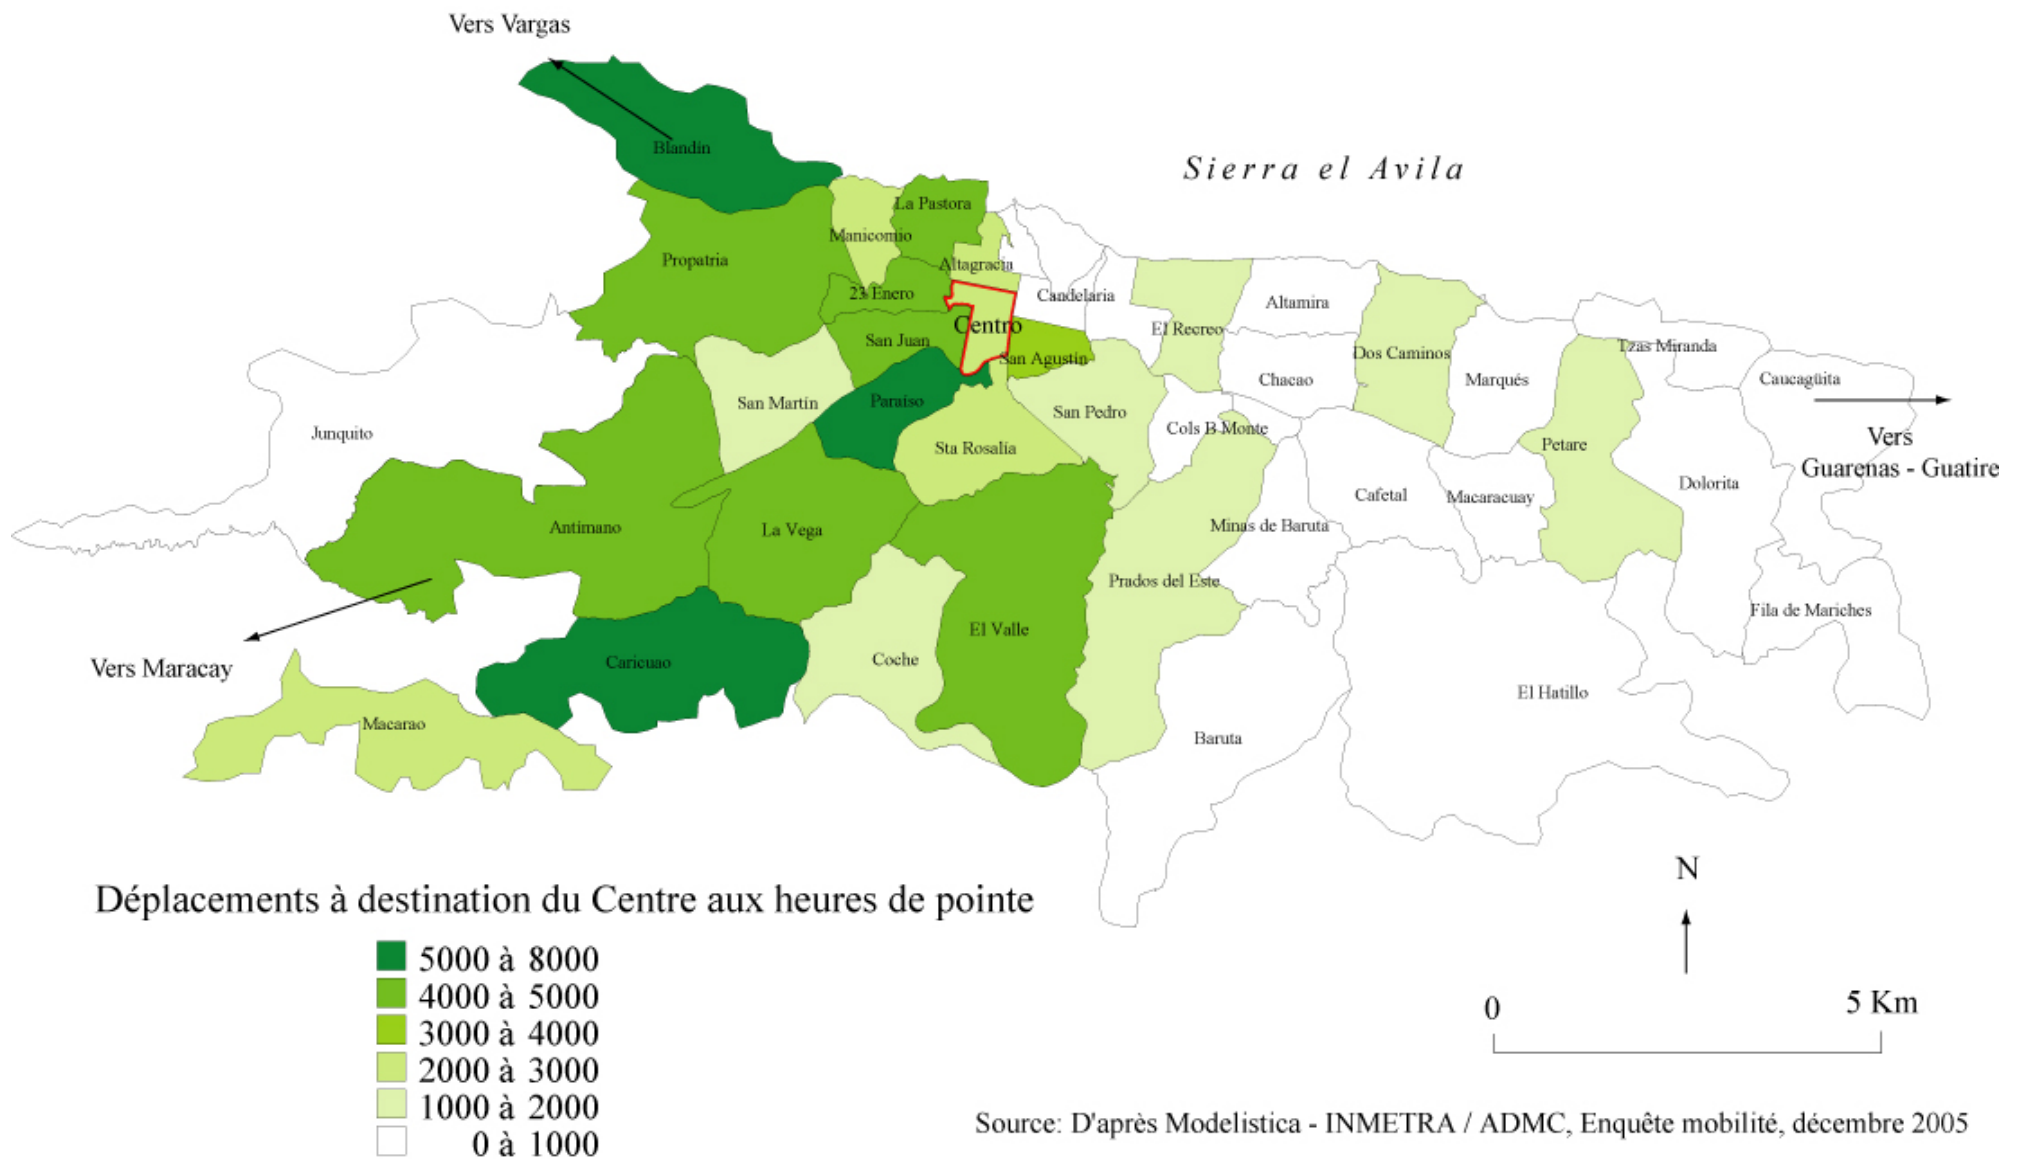 Vers Vargas
Blandín
Sierra el Avila
La Pastora
Manicomio
Propatria
Altagracia
23 Enero
Candelaria
Altamira
Centro
El Recreo
San Juan
San Agustín
Dos Caminos
Tzas Miranda
Chacao
Marqués
Caucagüita
San Martín
Paraíso
San Pedro
Cols B Monte
Junquito
Sta Rosalía
Petare
Vers
Guarenas - Guatire
Dolorita
Cafetal
Macaracuay
Antímano
La Vega
Minas de Baruta
Prados del Este
Fila de Mariches
El Valle
Coche
Caricuao
Vers Maracay
El Hatillo
Macarao
Baruta
N
Déplacements à destination du Centre aux heures de pointe
5000 à 8000
4000 à 5000
3000 à 4000
2000 à 3000
1000 à 2000
0 à 1000
0 5 Km
Source: D'après Modelistica - INMETRA / ADMC, Enquête mobilité, décembre 2005